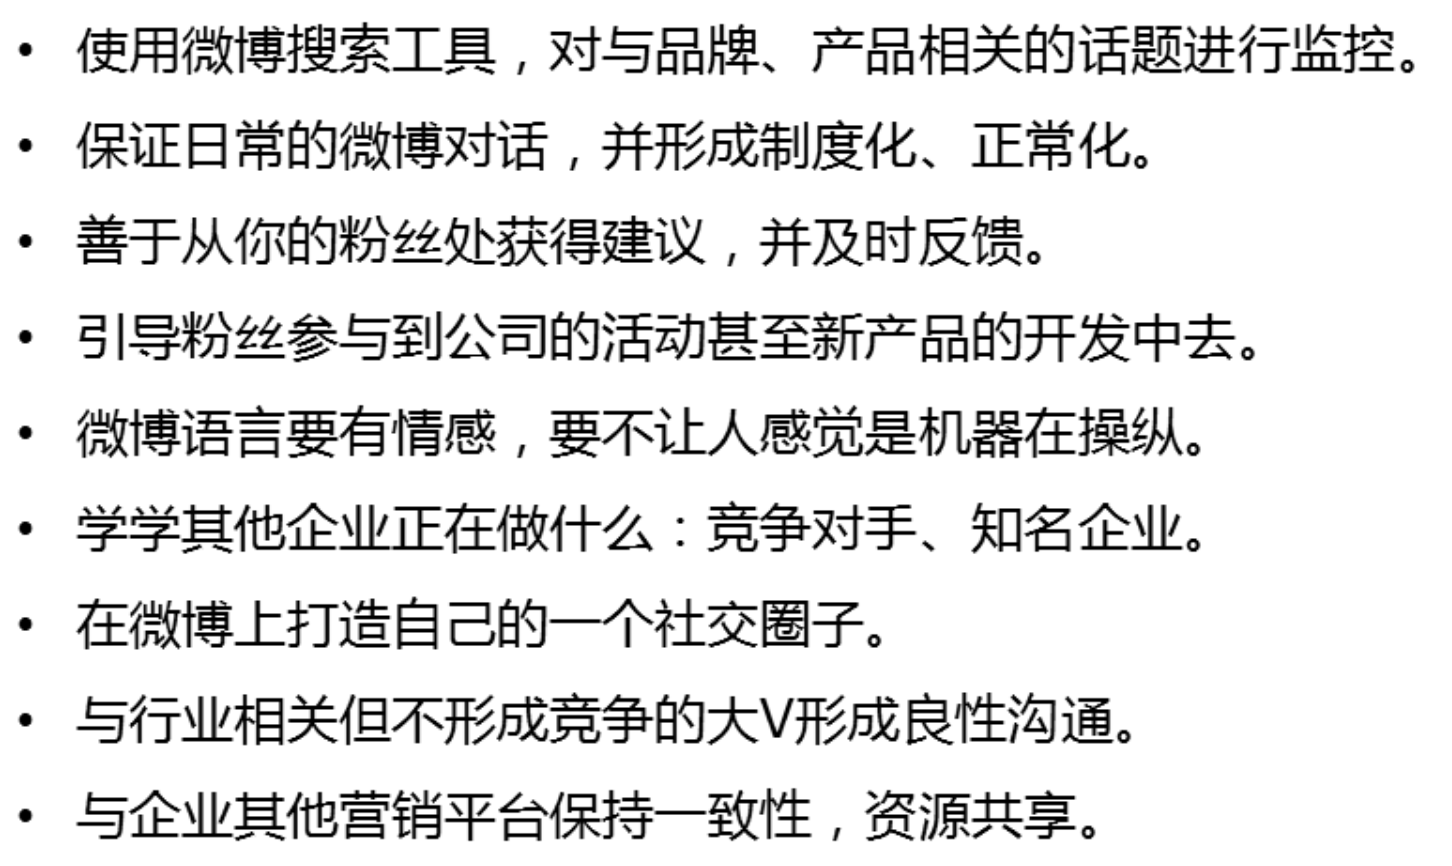 • 使用微博搜索工具，对与品牌、产品相关的话题进行监控。
• 保证日常的微博对话，并形成制度化、正常化。
• 善于从你的粉丝处获得建议，并及时反馈。
• 引导粉丝参与到公司的活动甚至新产品的开发中去。
• 微博语言要有情感，要不让人感觉是机器在操纵。
• 学学其他企业正在做什么：竞争对手、知名企业。
• 在微博上打造自己的一个社交圈子。
• 与行业相关但不形成竞争的大V形成良性沟通。
• 与企业其他营销平台保持一致性，资源共享。